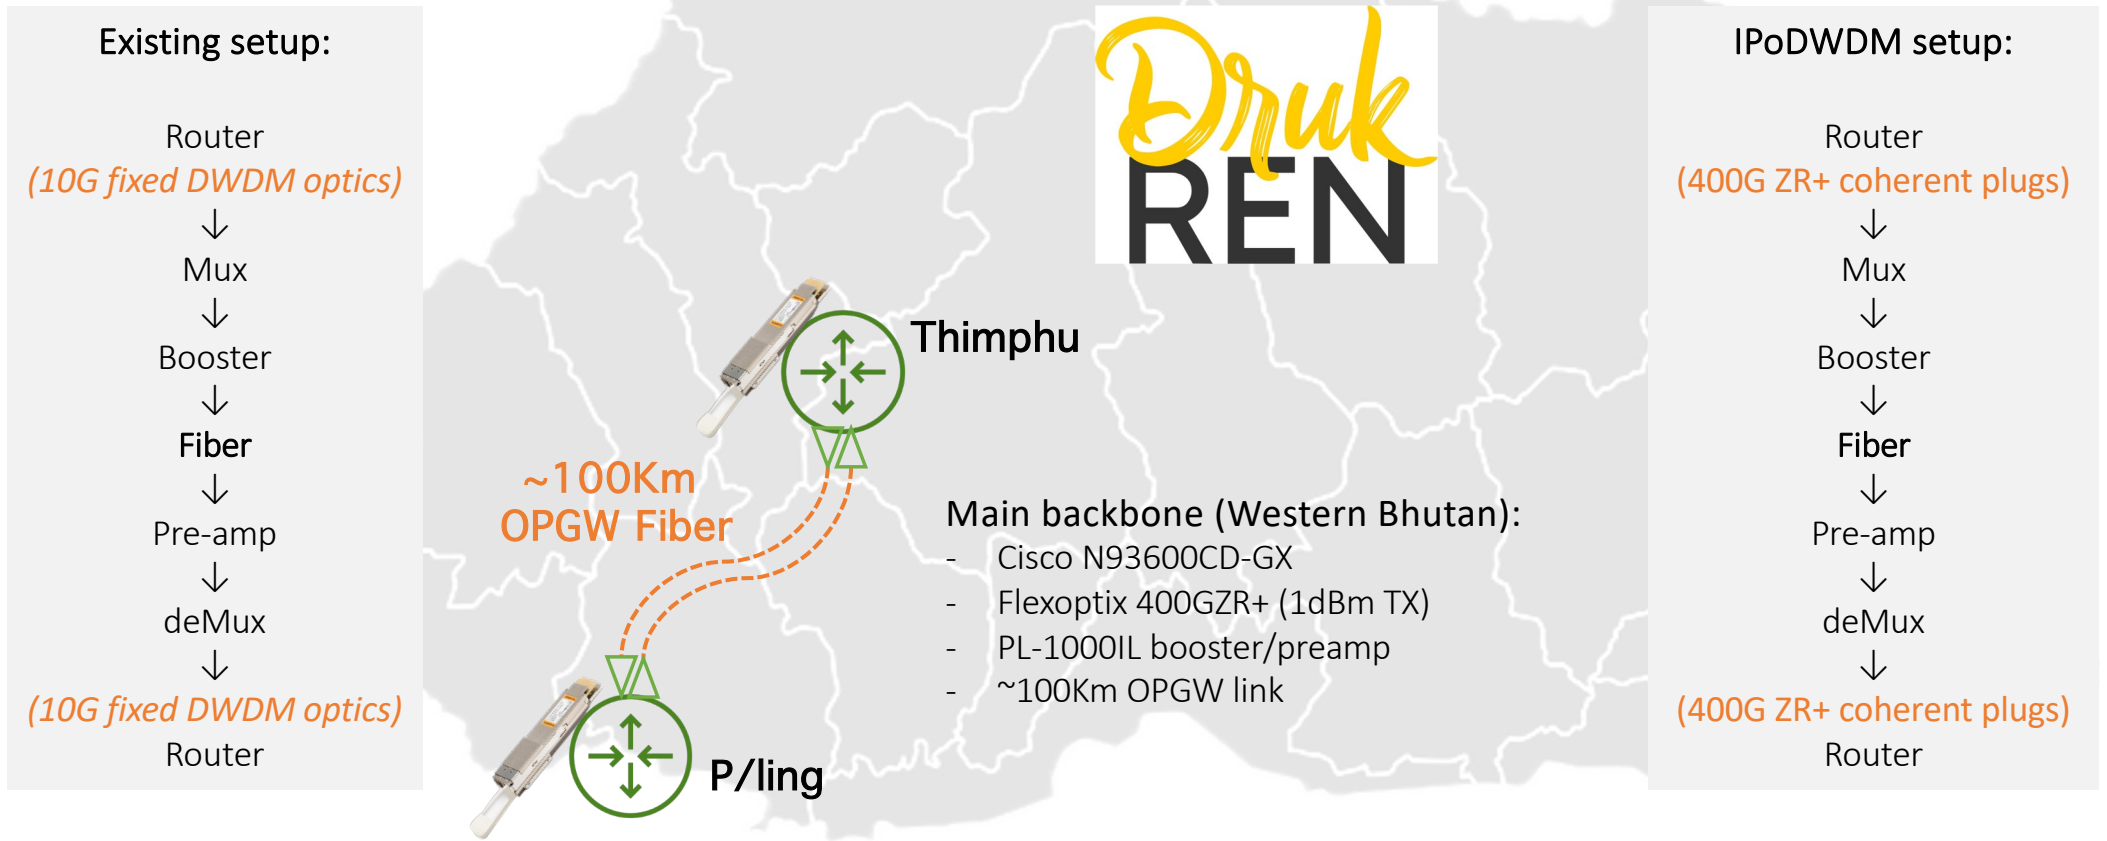 Existing setup:
Router
(10G fixed DWDM optics)
↓
Mux
↓
Booster
↓
Fiber
↓
Pre-amp
↓
deMux
↓
(10G fixed DWDM optics)
Router
Druk
REN
Thimphu
~100Km
OPGW Fiber
P/ling
Main backbone (Western Bhutan):
- Cisco N93600CD-GX
- Flexoptix 400GZR+ (1dBm TX)
- PL-1000IL booster/preamp
- ~100Km OPGW link
IPoDWDM setup:
Router
(400G ZR+ coherent plugs)
↓
Mux
↓
Booster
↓
Fiber
↓
Pre-amp
↓
deMux
↓
(400G ZR+ coherent plugs)
Router